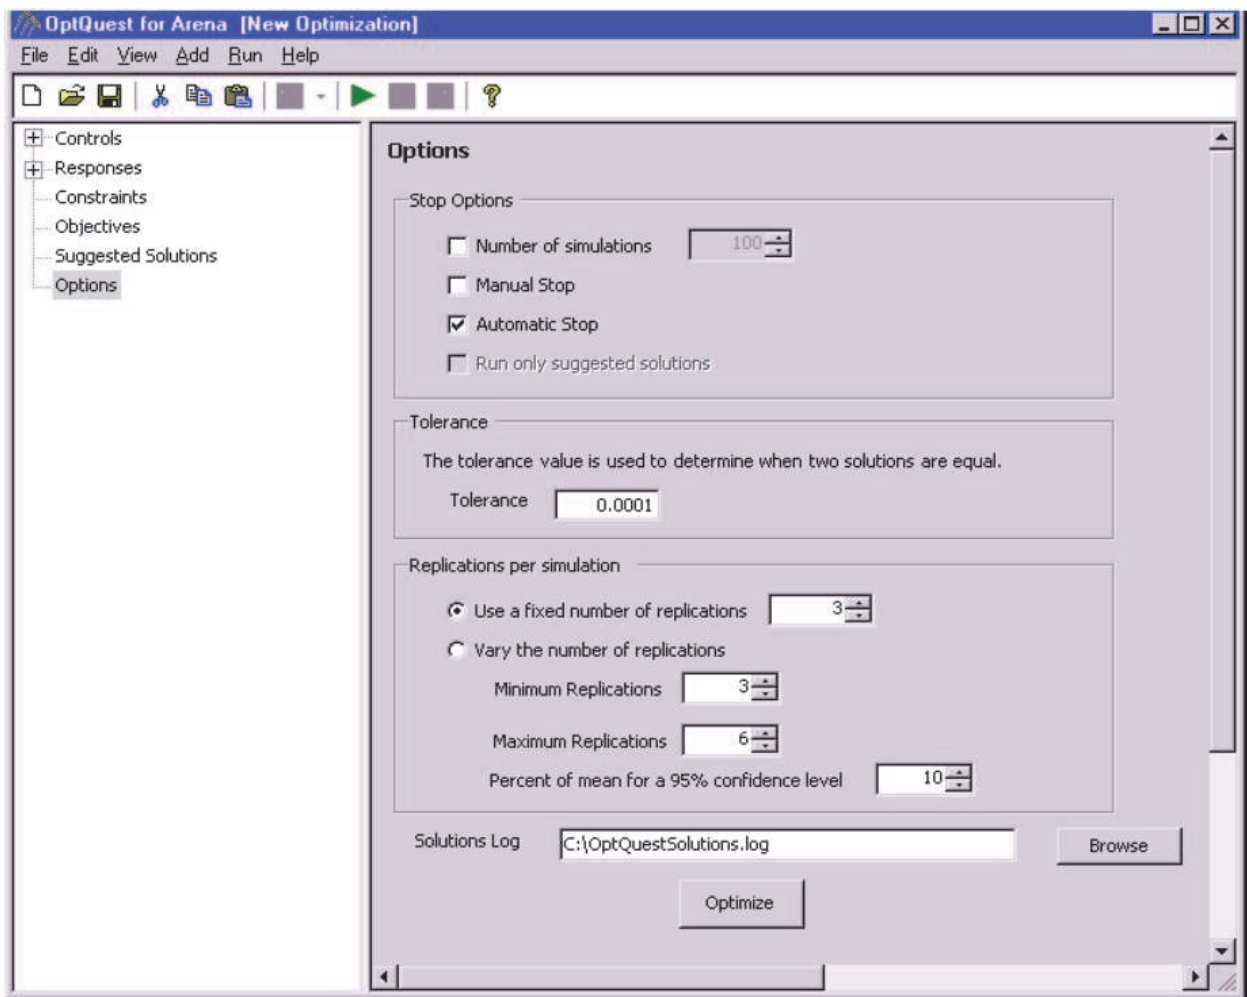 OptQuest for Arena [New Optimization]
File Edit View Add Run Help
Controls
Responses
Constraints
Objectives
Suggested Solutions
Options
Options
Stop Options
Number of simulations 100
Manual Stop
Automatic Stop
Run only suggested solutions
Tolerance
The tolerance value is used to determine when two solutions are equal.
Tolerance 0.0001
Replications per simulation
Use a fixed number of replications 3
Vary the number of replications
Minimum Replications 3
Maximum Replications 6
Percent of mean for a 95% confidence level 10
Solutions Log C:\OptQuestSolutions.log Browse
Optimize